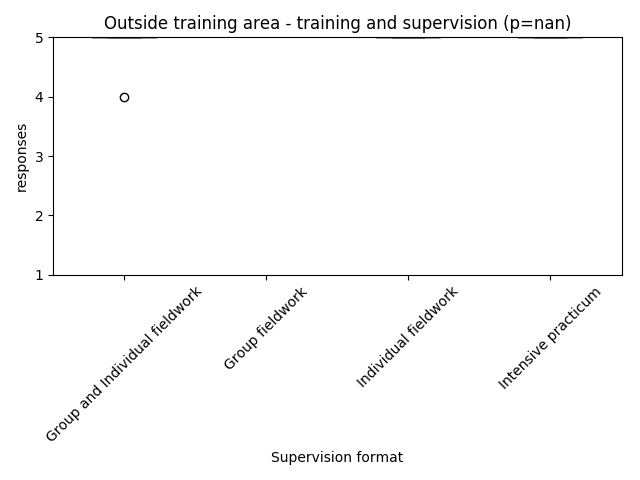 Outside training area - training and supervision (p=nan)
5
4
3
2
1
responses
Group and Individual fieldwork
Group fieldwork
Individual fieldwork
Intensive practicum
Supervision format